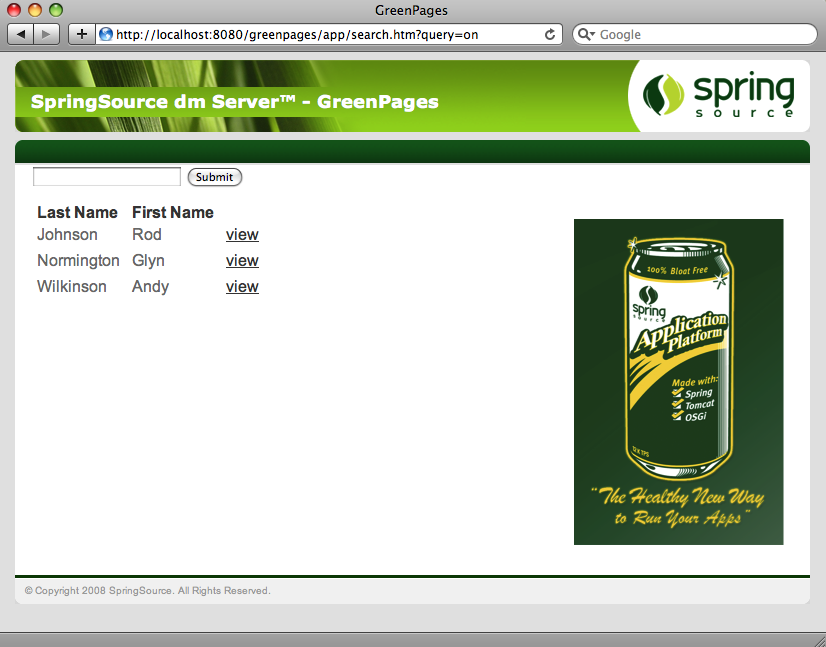 GreenPages
http://localhost:8080/greenpages/app/search.htm?query=on
Google
SpringSource dm Server™ - GreenPages
spring
source
Submit
Last Name First Name
Johnson Rod view
Normington Glyn view
Wilkinson Andy view
100% Bloat Free
spring
source
Application
Platform
Made with:
Spring
Tomcat
OSGi
"The Healthy New Way
to Run Your Apps"
© Copyright 2008 SpringSource. All Rights Reserved.